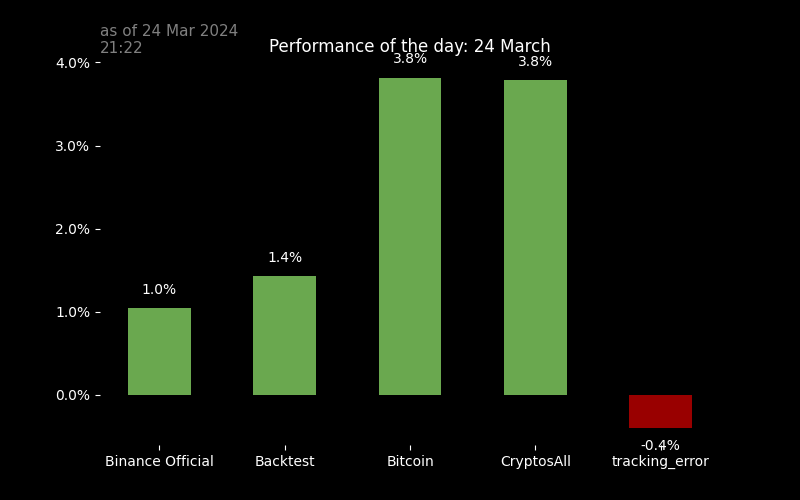 as of 24 Mar 2024
21:22
Performance of the day: 24 March
4.0%
3.0%
2.0%
1.0%
0.0%
1.0%
1.4%
3.8%
3.8%
-0.4%
Binance Official
Backtest
Bitcoin
CryptosAll
tracking_error